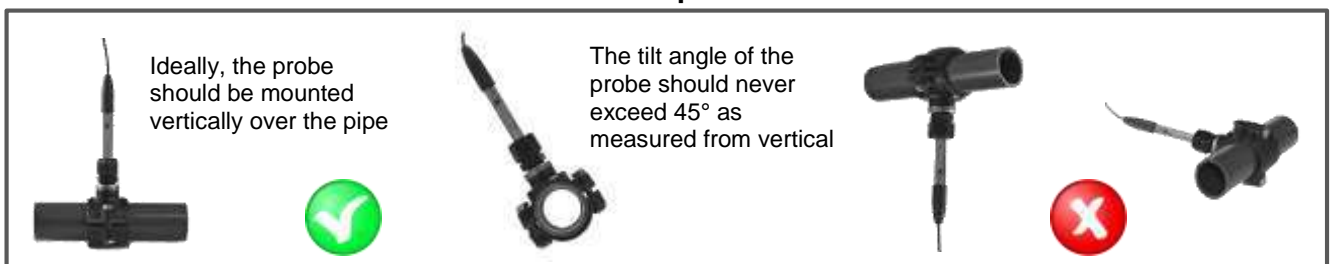 Ideally, the probe
should be mounted
vertically over the pipe
The tilt angle of the
probe should never
exceed 45° as
measured from vertical